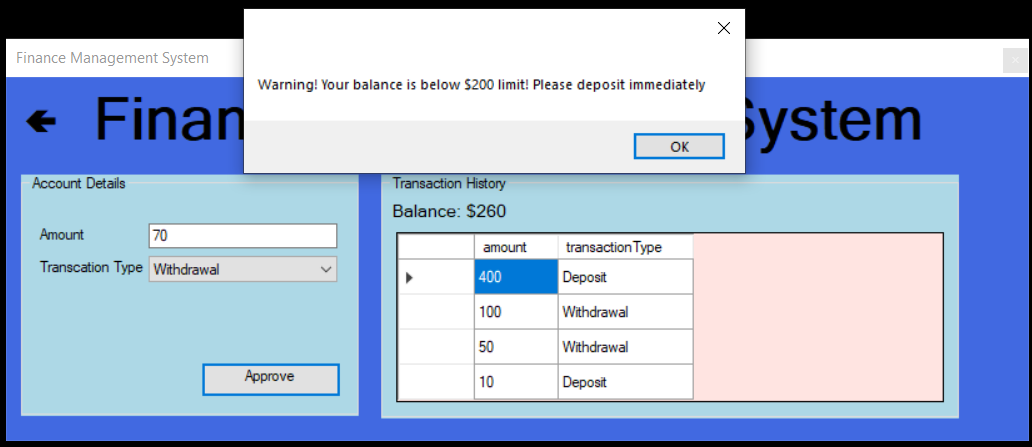 Warning! Your balance is below $200 limit! Please deposit immediately
OK
Finance Management System
Finan
System
Account Details
Amount
70
Transcation Type
Withdrawal
Approve
Transaction History
Balance: $260
amount transactionType
400 Deposit
100 Withdrawal
50 Withdrawal
10 Deposit